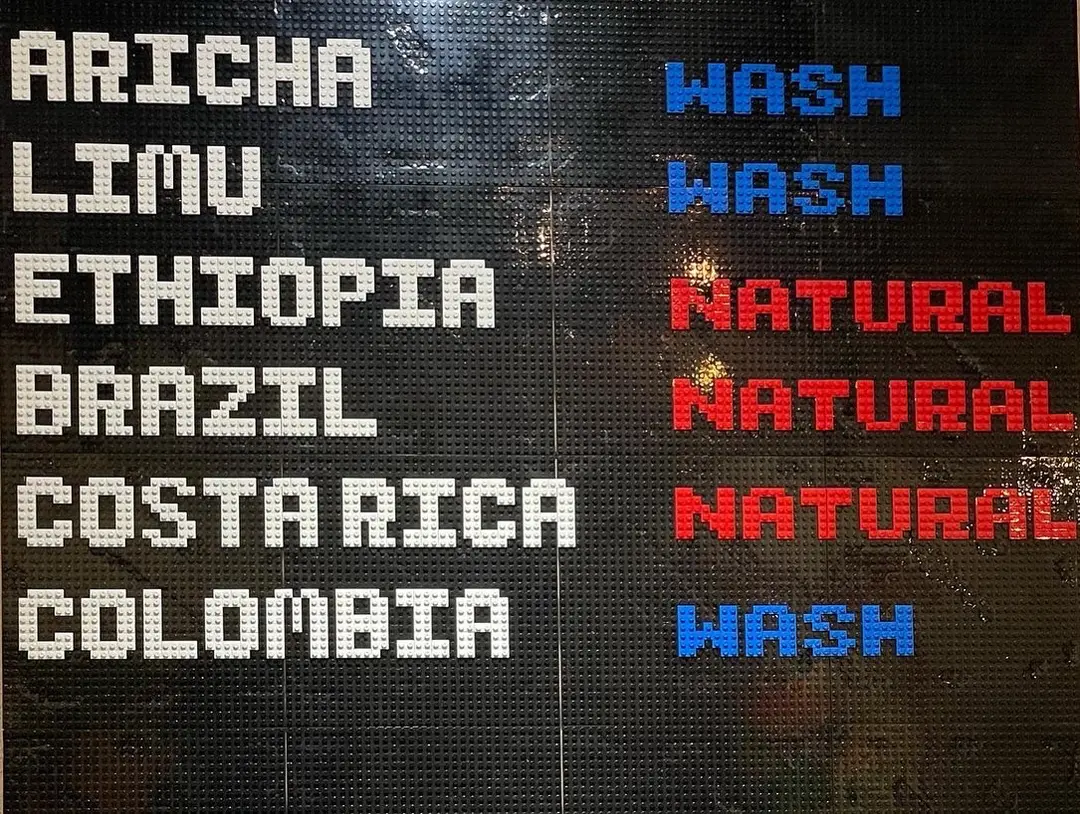 ARICHA WASH
LIMU WASH
ETHIOPIA NATURAL
BRAZIL NATURAL
COSTA RICA NATURAL
COLOMBIA WASH